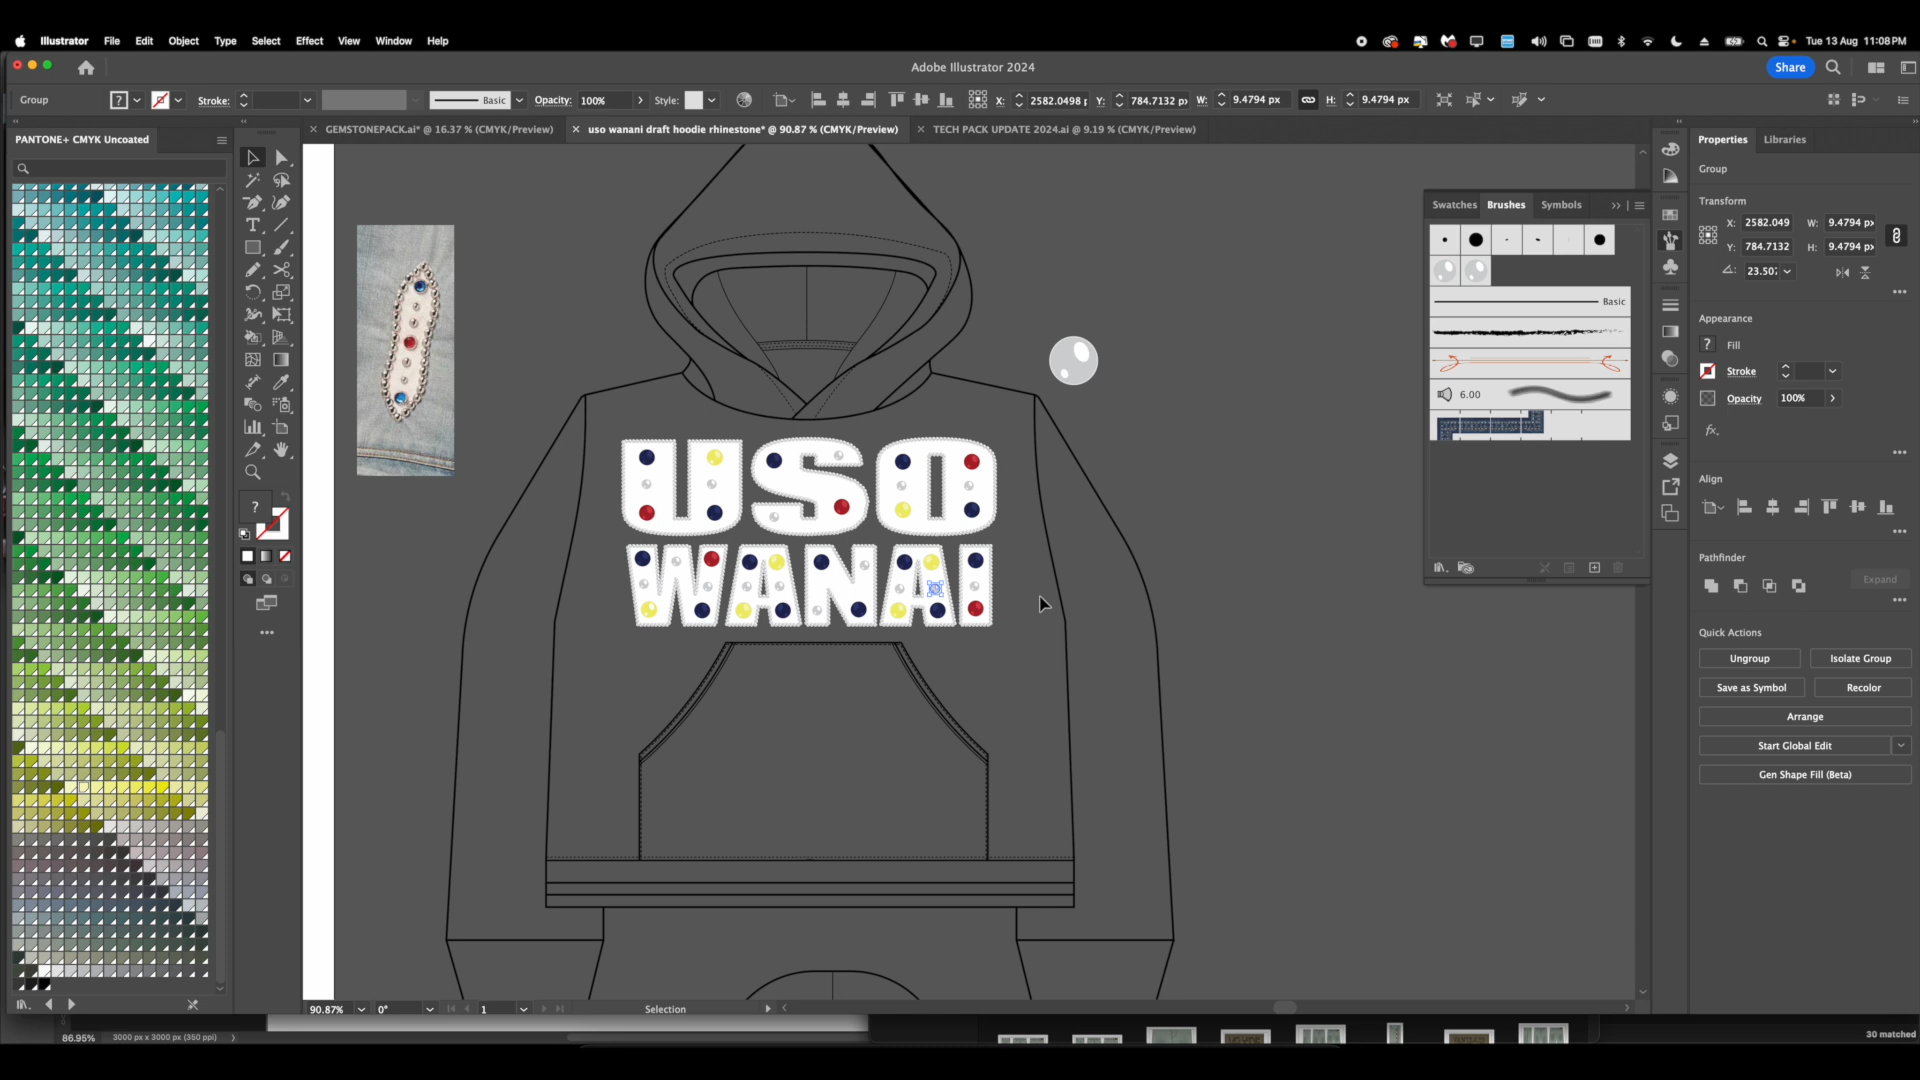 Illustrator File Edit Object Type Select Effect View Window Help
Tue 13 Aug 11:08 PM
Adobe Illustrator 2024
Share
Group
?
Stroke:
Basic
Opacity: 100%
Style:
X: 2582.0498 p
Y: 784.7132 px
W: 9.4794 px
H: 9.4794 px
PANTONE+ CMYK Uncoated
× GEMSTONEPACK.ai* @ 16.37 % (CMYK/Preview)
× uso wanani draft hoodie rhinestone* @ 90.87 % (CMYK/Preview)
× TECH PACK UPDATE 2024.ai @ 9.19 % (CMYK/Preview)
Properties Libraries
Group
Transform
X: 2582.049 W: 9.4794 px
Y: 784.7132 H: 9.4794 px
23.50
Swatches Brushes Symbols
Basic
6.00
Appearance
? Fill
Stroke
Opacity 100%
fx.
Align
USO
WANAI
Pathfinder
Expand
Quick Actions
Ungroup Isolate Group
Save as Symbol Recolor
Arrange
Start Global Edit
Gen Shape Fill (Beta)
?
90.87% 0° 1 Selection
86.95% 3000 px x 3000 px (350 ppi)
30 matched